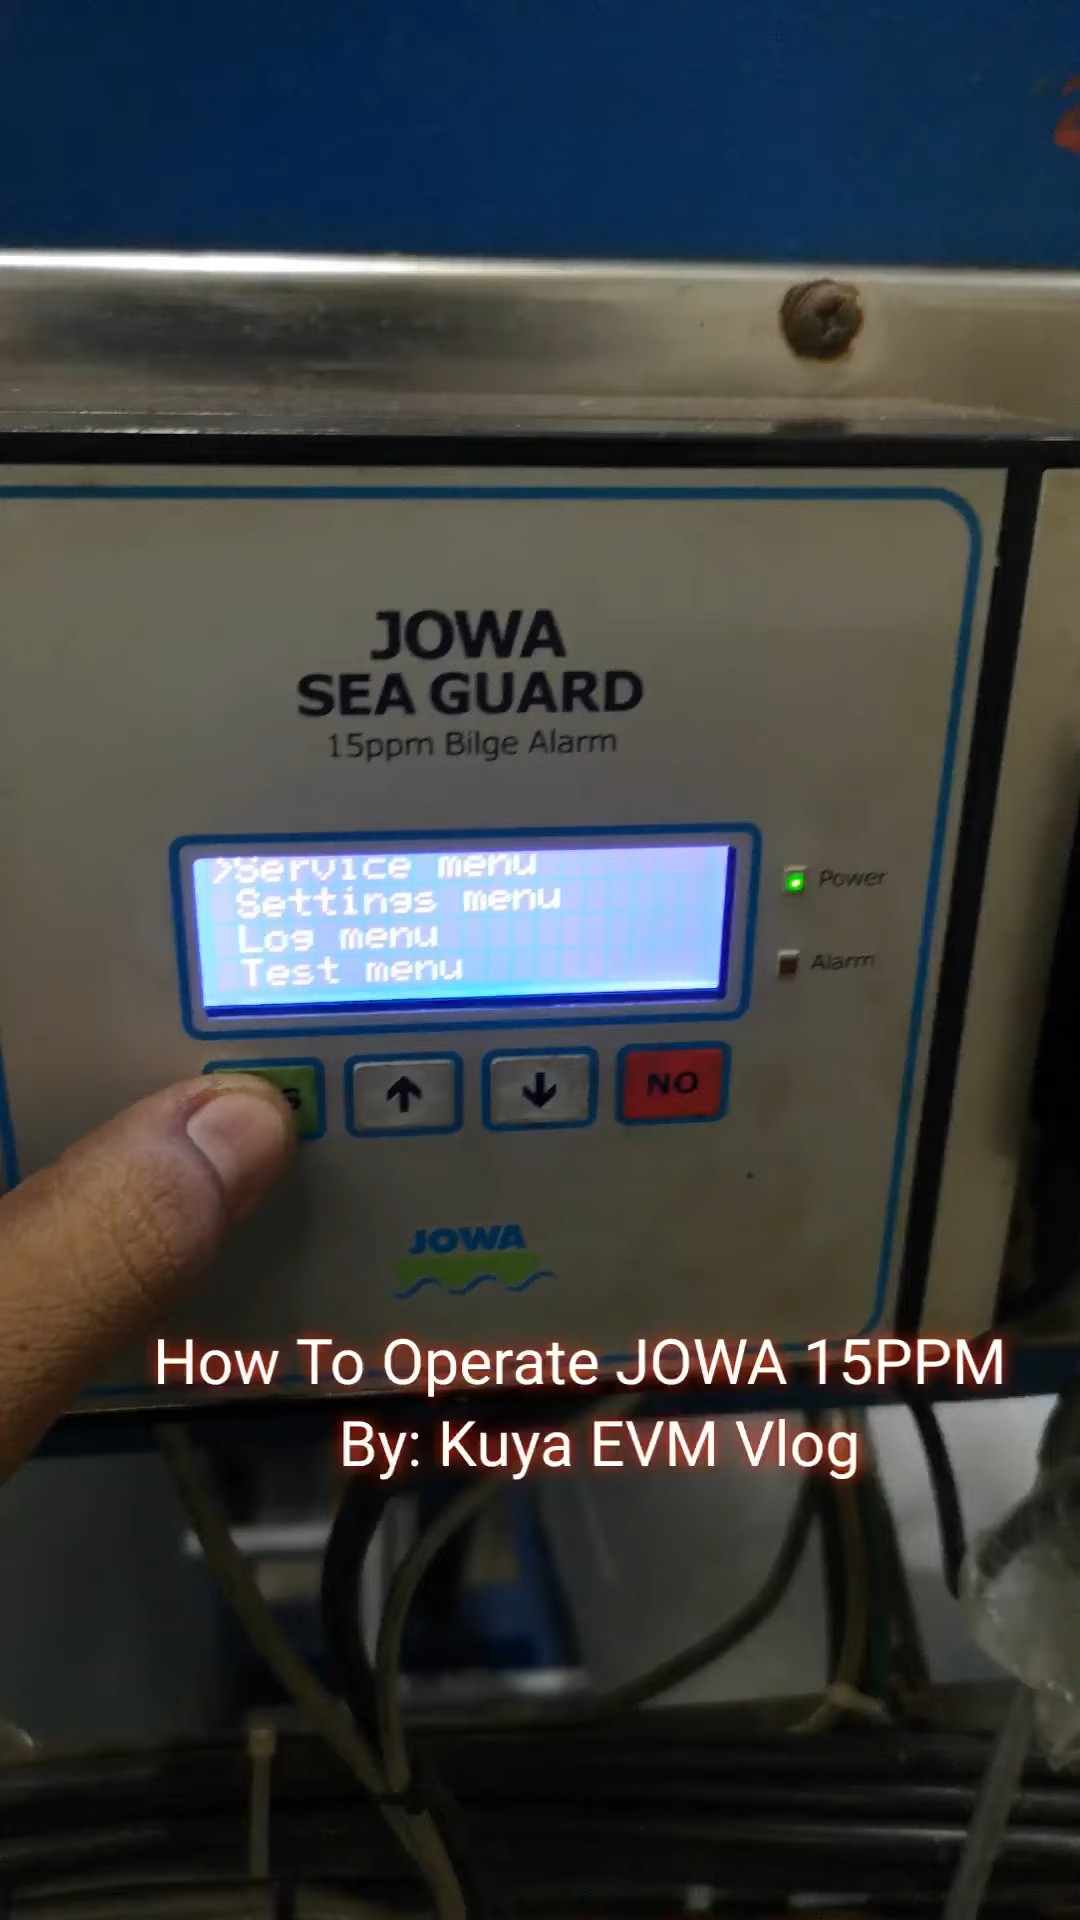 JOWA
SEA GUARD
15ppm Bilge Alarm
>Service menu
Settings menu
Log menu
Test menu
Power
Alarm
NO
JOWA
How To Operate JOWA 15PPM
By: Kuya EVM Vlog